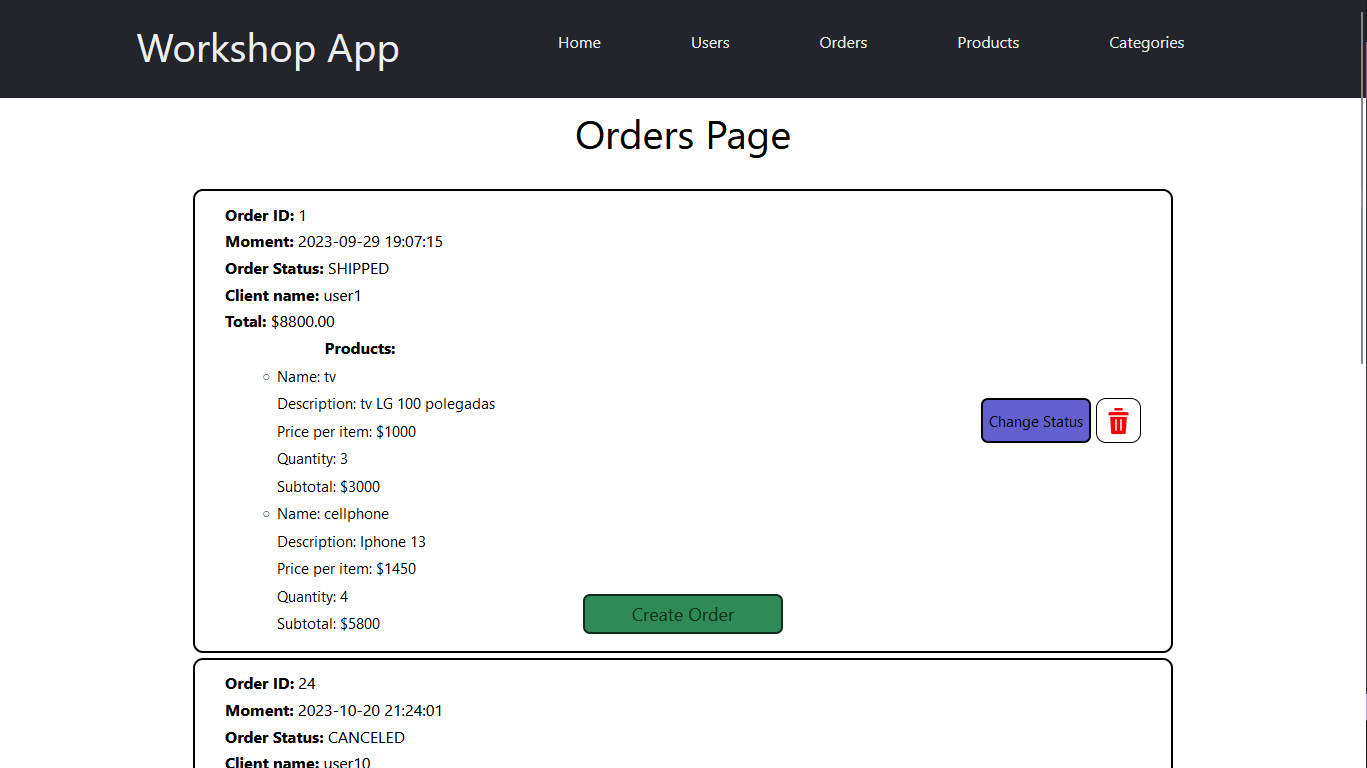 Workshop App
Home
Users
Orders
Products
Categories
Orders Page
Order ID: 1
Moment: 2023-09-29 19:07:15
Order Status: SHIPPED
Client name: user1
Total: $8800.00
Products:
Name: tv
Description: tv LG 100 polegadas
Price per item: $1000
Quantity: 3
Subtotal: $3000
Name: cellphone
Description: Iphone 13
Price per item: $1450
Quantity: 4
Subtotal: $5800
Change Status
Create Order
Order ID: 24
Moment: 2023-10-20 21:24:01
Order Status: CANCELED
Client name: user10